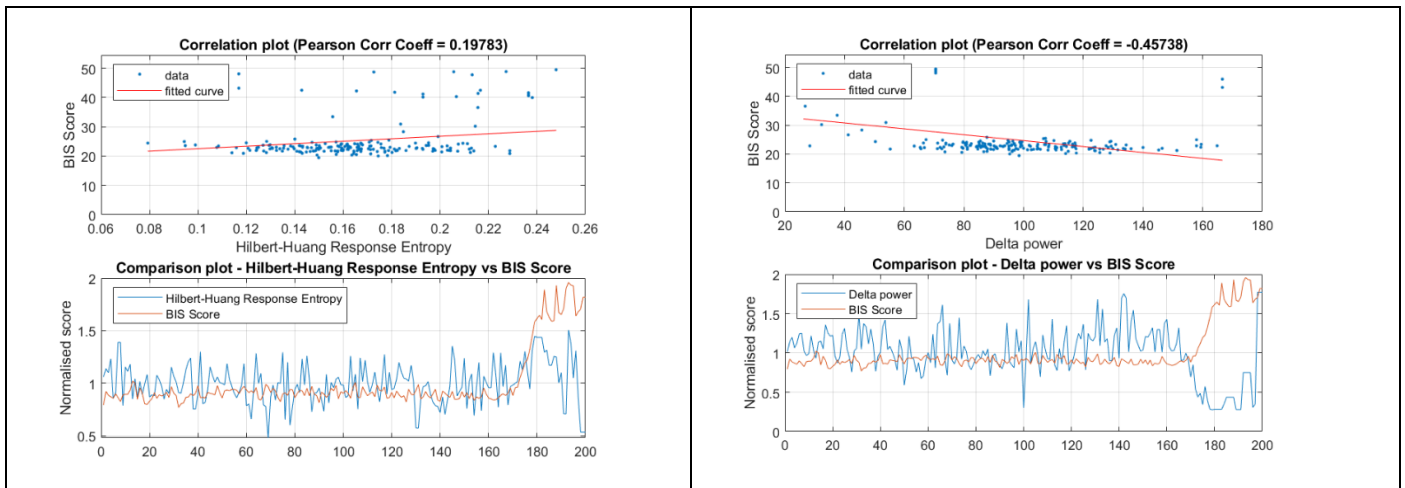 Correlation plot (Pearson Corr Coeff = 0.19783)
50
40
30
20
10
0
BIS Score
data
fitted curve
0.06 0.08 0.1 0.12 0.14 0.16 0.18 0.2 0.22 0.24 0.26
Hilbert-Huang Response Entropy
Comparison plot - Hilbert-Huang Response Entropy vs BIS Score
2
1.5
1
0.5
Normalised score
Hilbert-Huang Response Entropy
BIS Score
0 20 40 60 80 100 120 140 160 180 200
Correlation plot (Pearson Corr Coeff = -0.45738)
50
40
30
20
10
0
BIS Score
data
fitted curve
20 40 60 80 100 120 140 160 180
Delta power
Comparison plot - Delta power vs BIS Score
2
1.5
1
0.5
0
Normalised score
Delta power
BIS Score
0 20 40 60 80 100 120 140 160 180 200